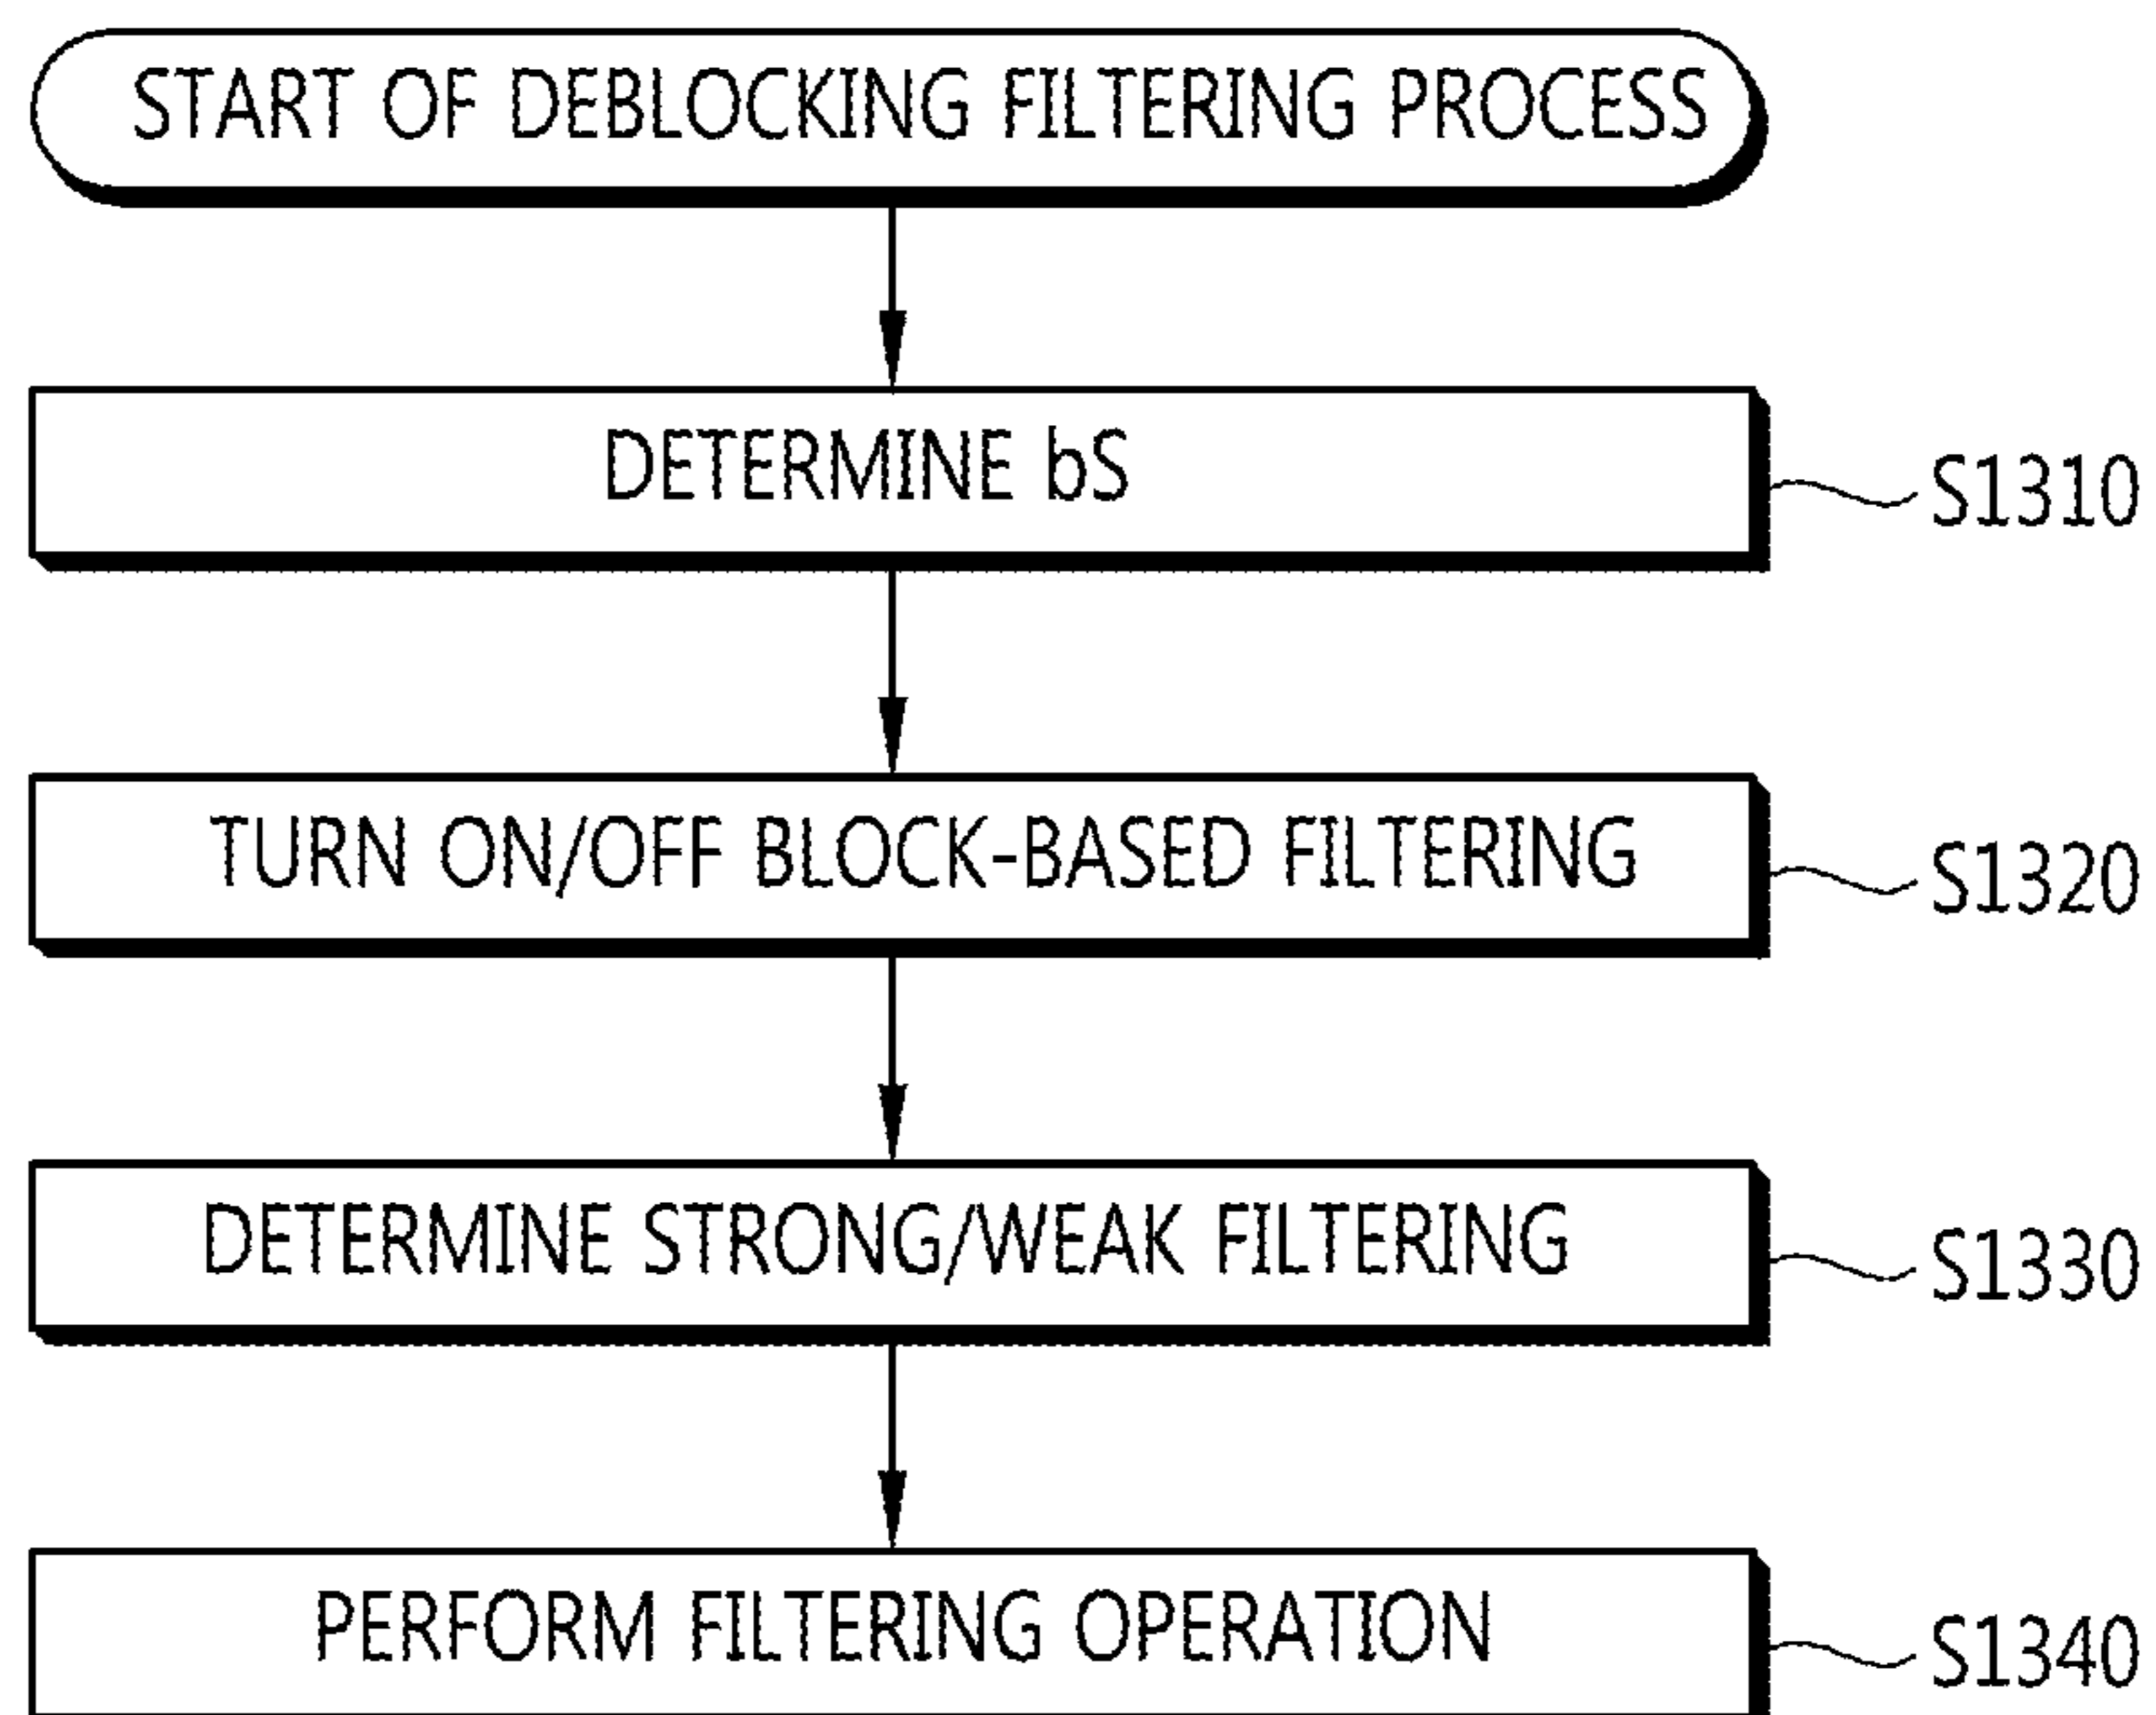 START OF DEBLOCKING FILTERING PROCESS
DETERMINE bS
S1310
TURN ON/OFF BLOCK-BASED FILTERING
S1320
DETERMINE STRONG/WEAK FILTERING
S1330
PERFORM FILTERING OPERATION
S1340